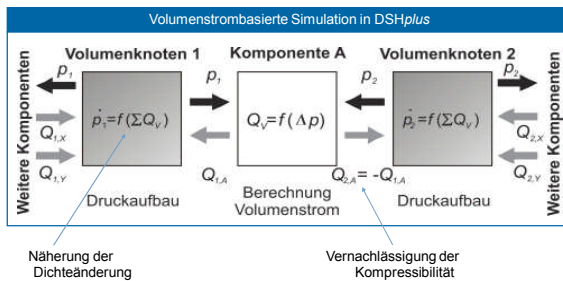 Volumenstrombasierte Simulation in DSHplus
Weitere Komponenten
Volumenknoten 1
Komponente A
Volumenknoten 2
Weitere Komponenten
p₁
p₁
p₂
p₂
ṗ₁=f(ΣQᵥ)
Qᵥ=f(Δp)
ṗ₂=f(ΣQᵥ)
Q₁,X
Q₂,X
Q₁,Y
Q₁,A
Q₂,A= -Q₁,A
Q₂,Y
Druckaufbau
Berechnung
Volumenstrom
Druckaufbau
Näherung der
Dichteänderung
Vernachlässigung der
Kompressibilität